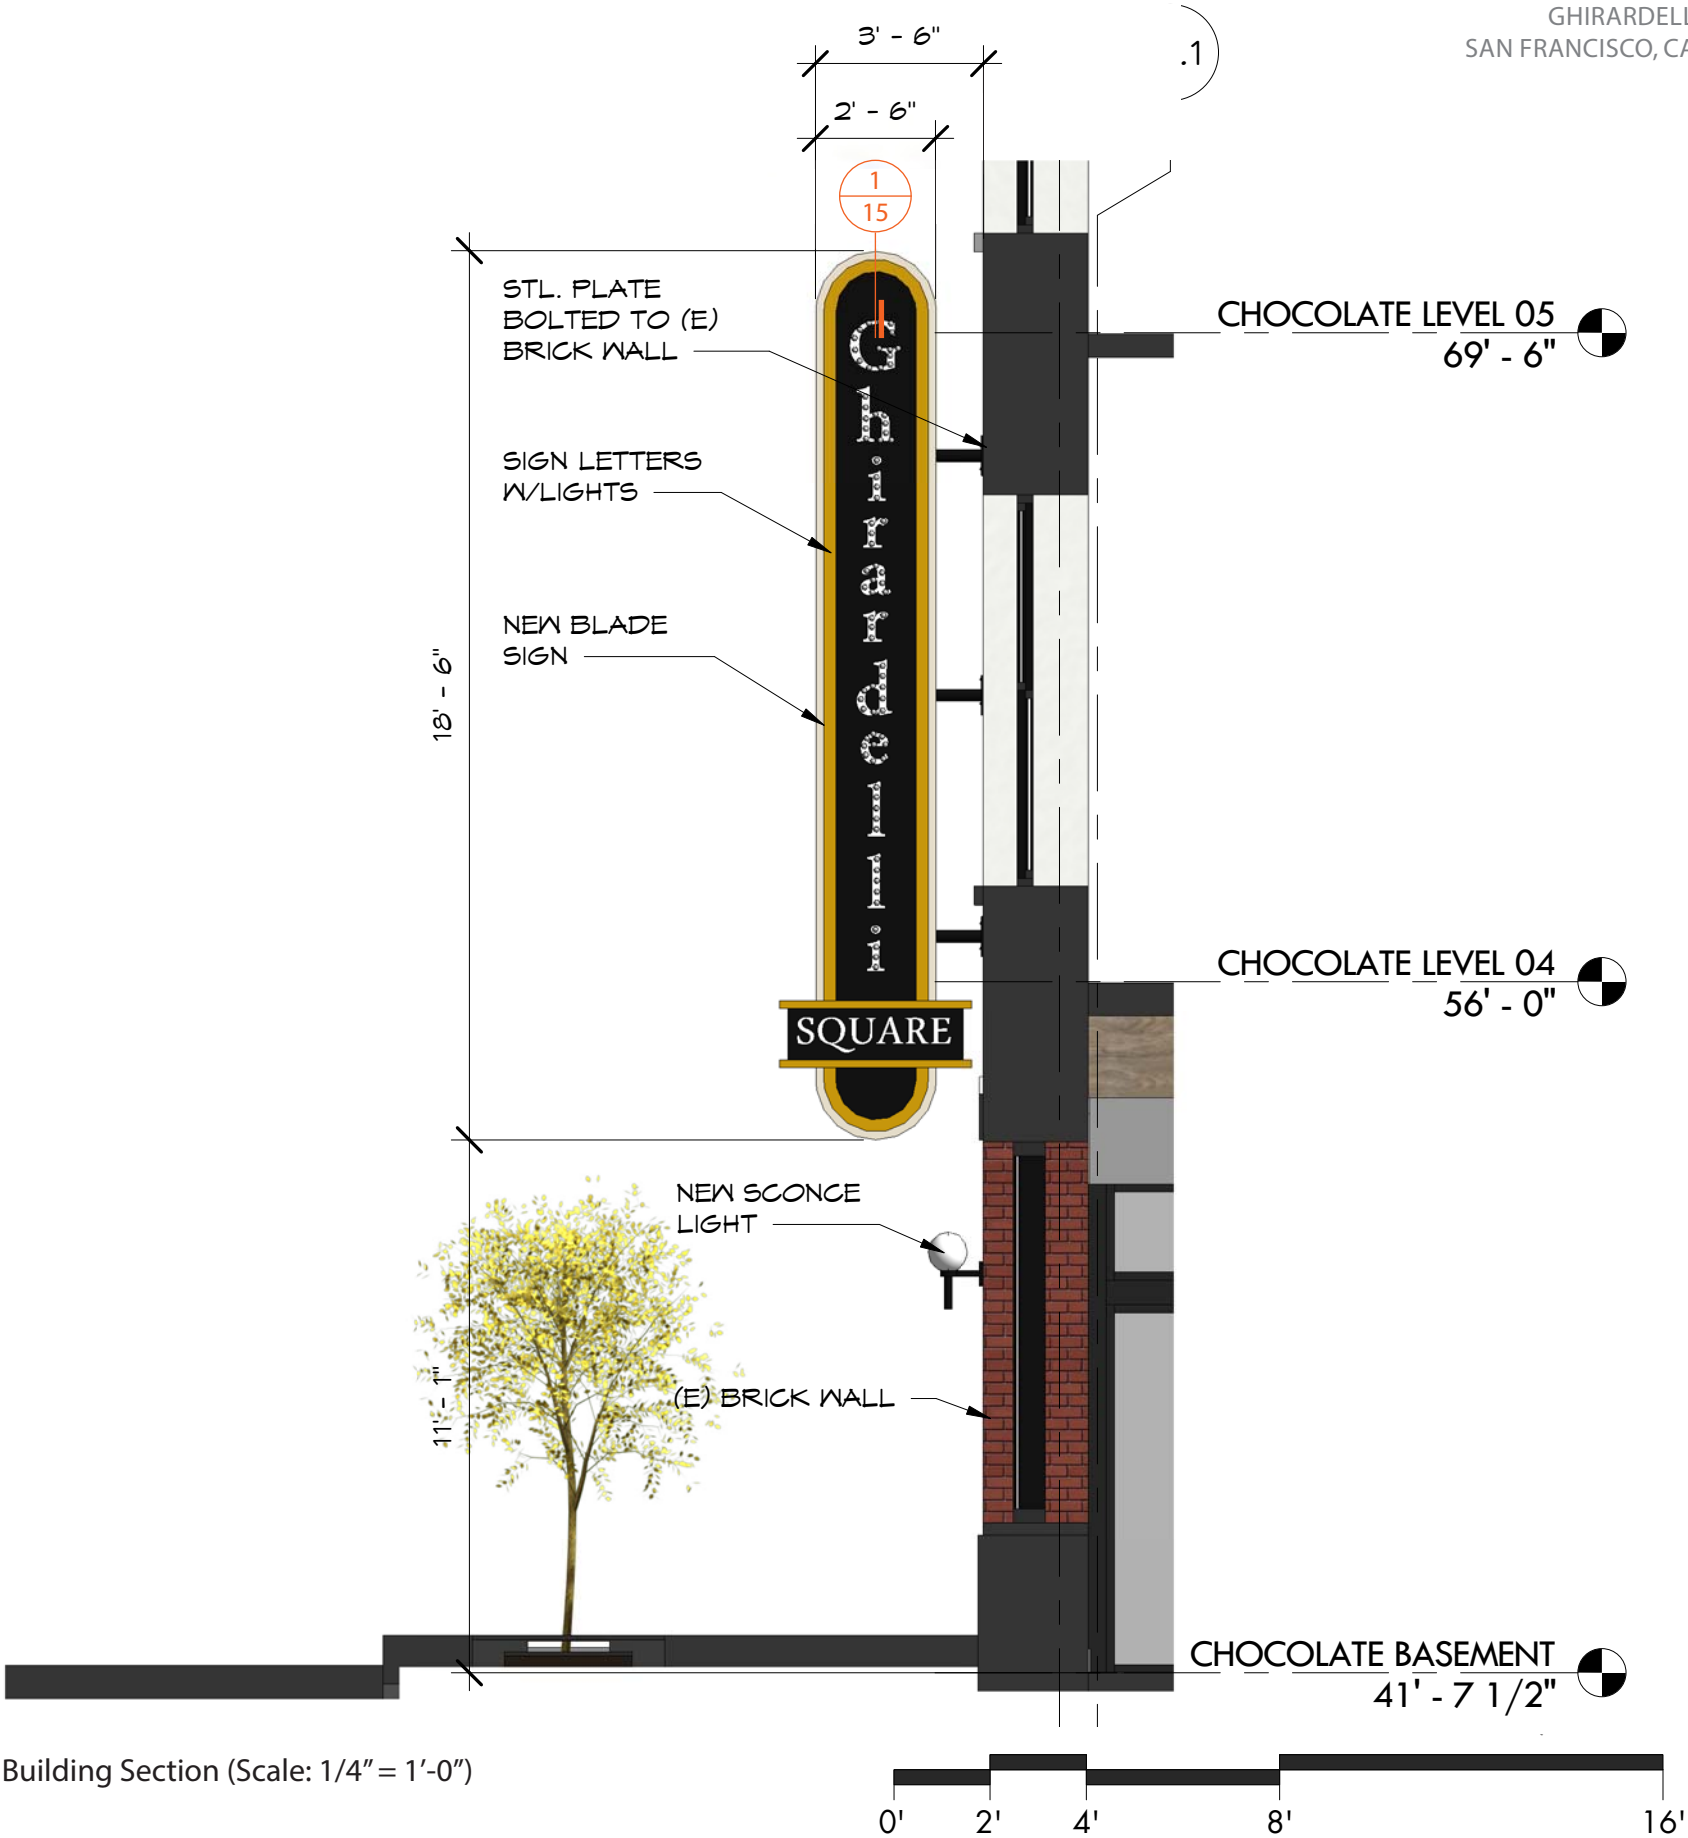 GHIRARDELL
SAN FRANCISCO, CA
3' - 6"
.1
2' - 6"
1
15
STL. PLATE
BOLTED TO (E)
BRICK WALL
CHOCOLATE LEVEL 05
69' - 6"
SIGN LETTERS
W/LIGHTS
NEW BLADE
SIGN
18' - 6"
Ghirardelli
CHOCOLATE LEVEL 04
56' - 0"
SQUARE
NEW SCONCE
LIGHT
11' - 1"
(E) BRICK WALL
CHOCOLATE BASEMENT
41' - 7 1/2"
Building Section (Scale: 1/4” = 1’-0”)
0' 2' 4' 8' 16'